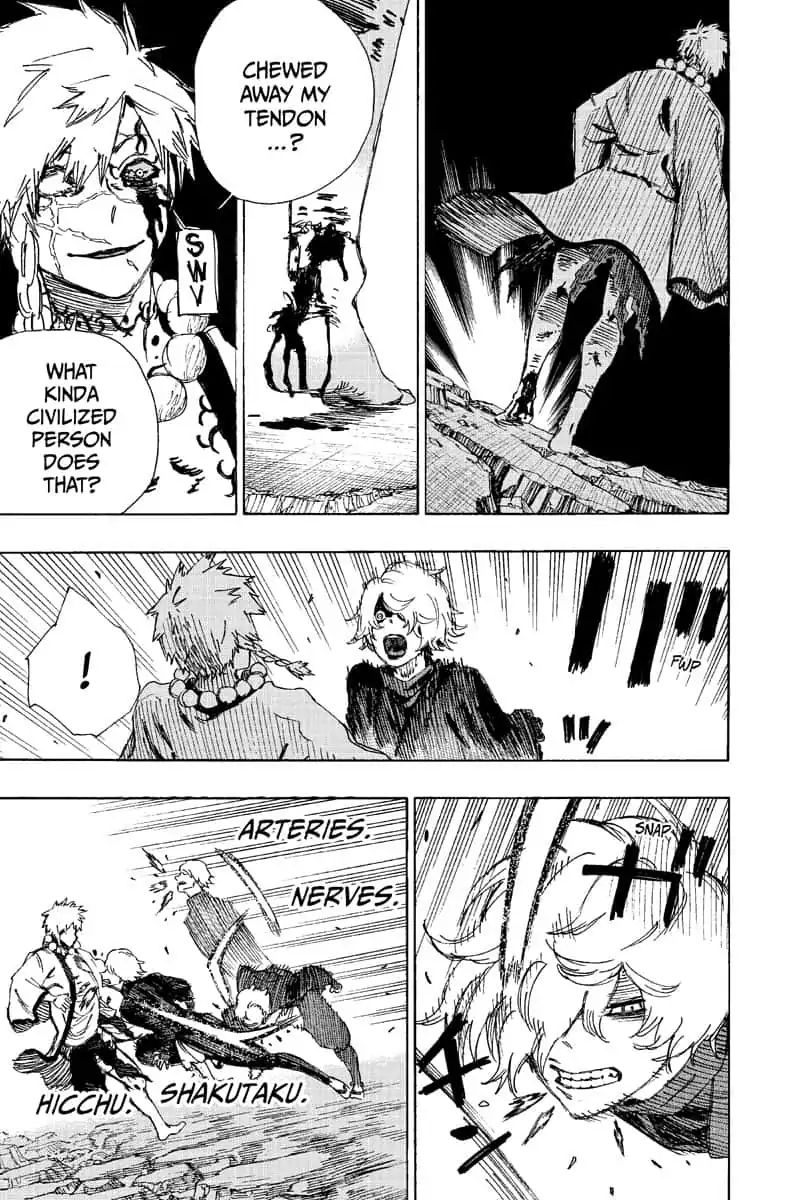 CHEWED
AWAY MY
TENDON
...?
SWV
WHAT
KINDA
CIVILIZED
PERSON
DOES
THAT?
FWP
!
SNAP
ARTERIES.
NERVES.
SHAKUTAKU.
HICCHU.